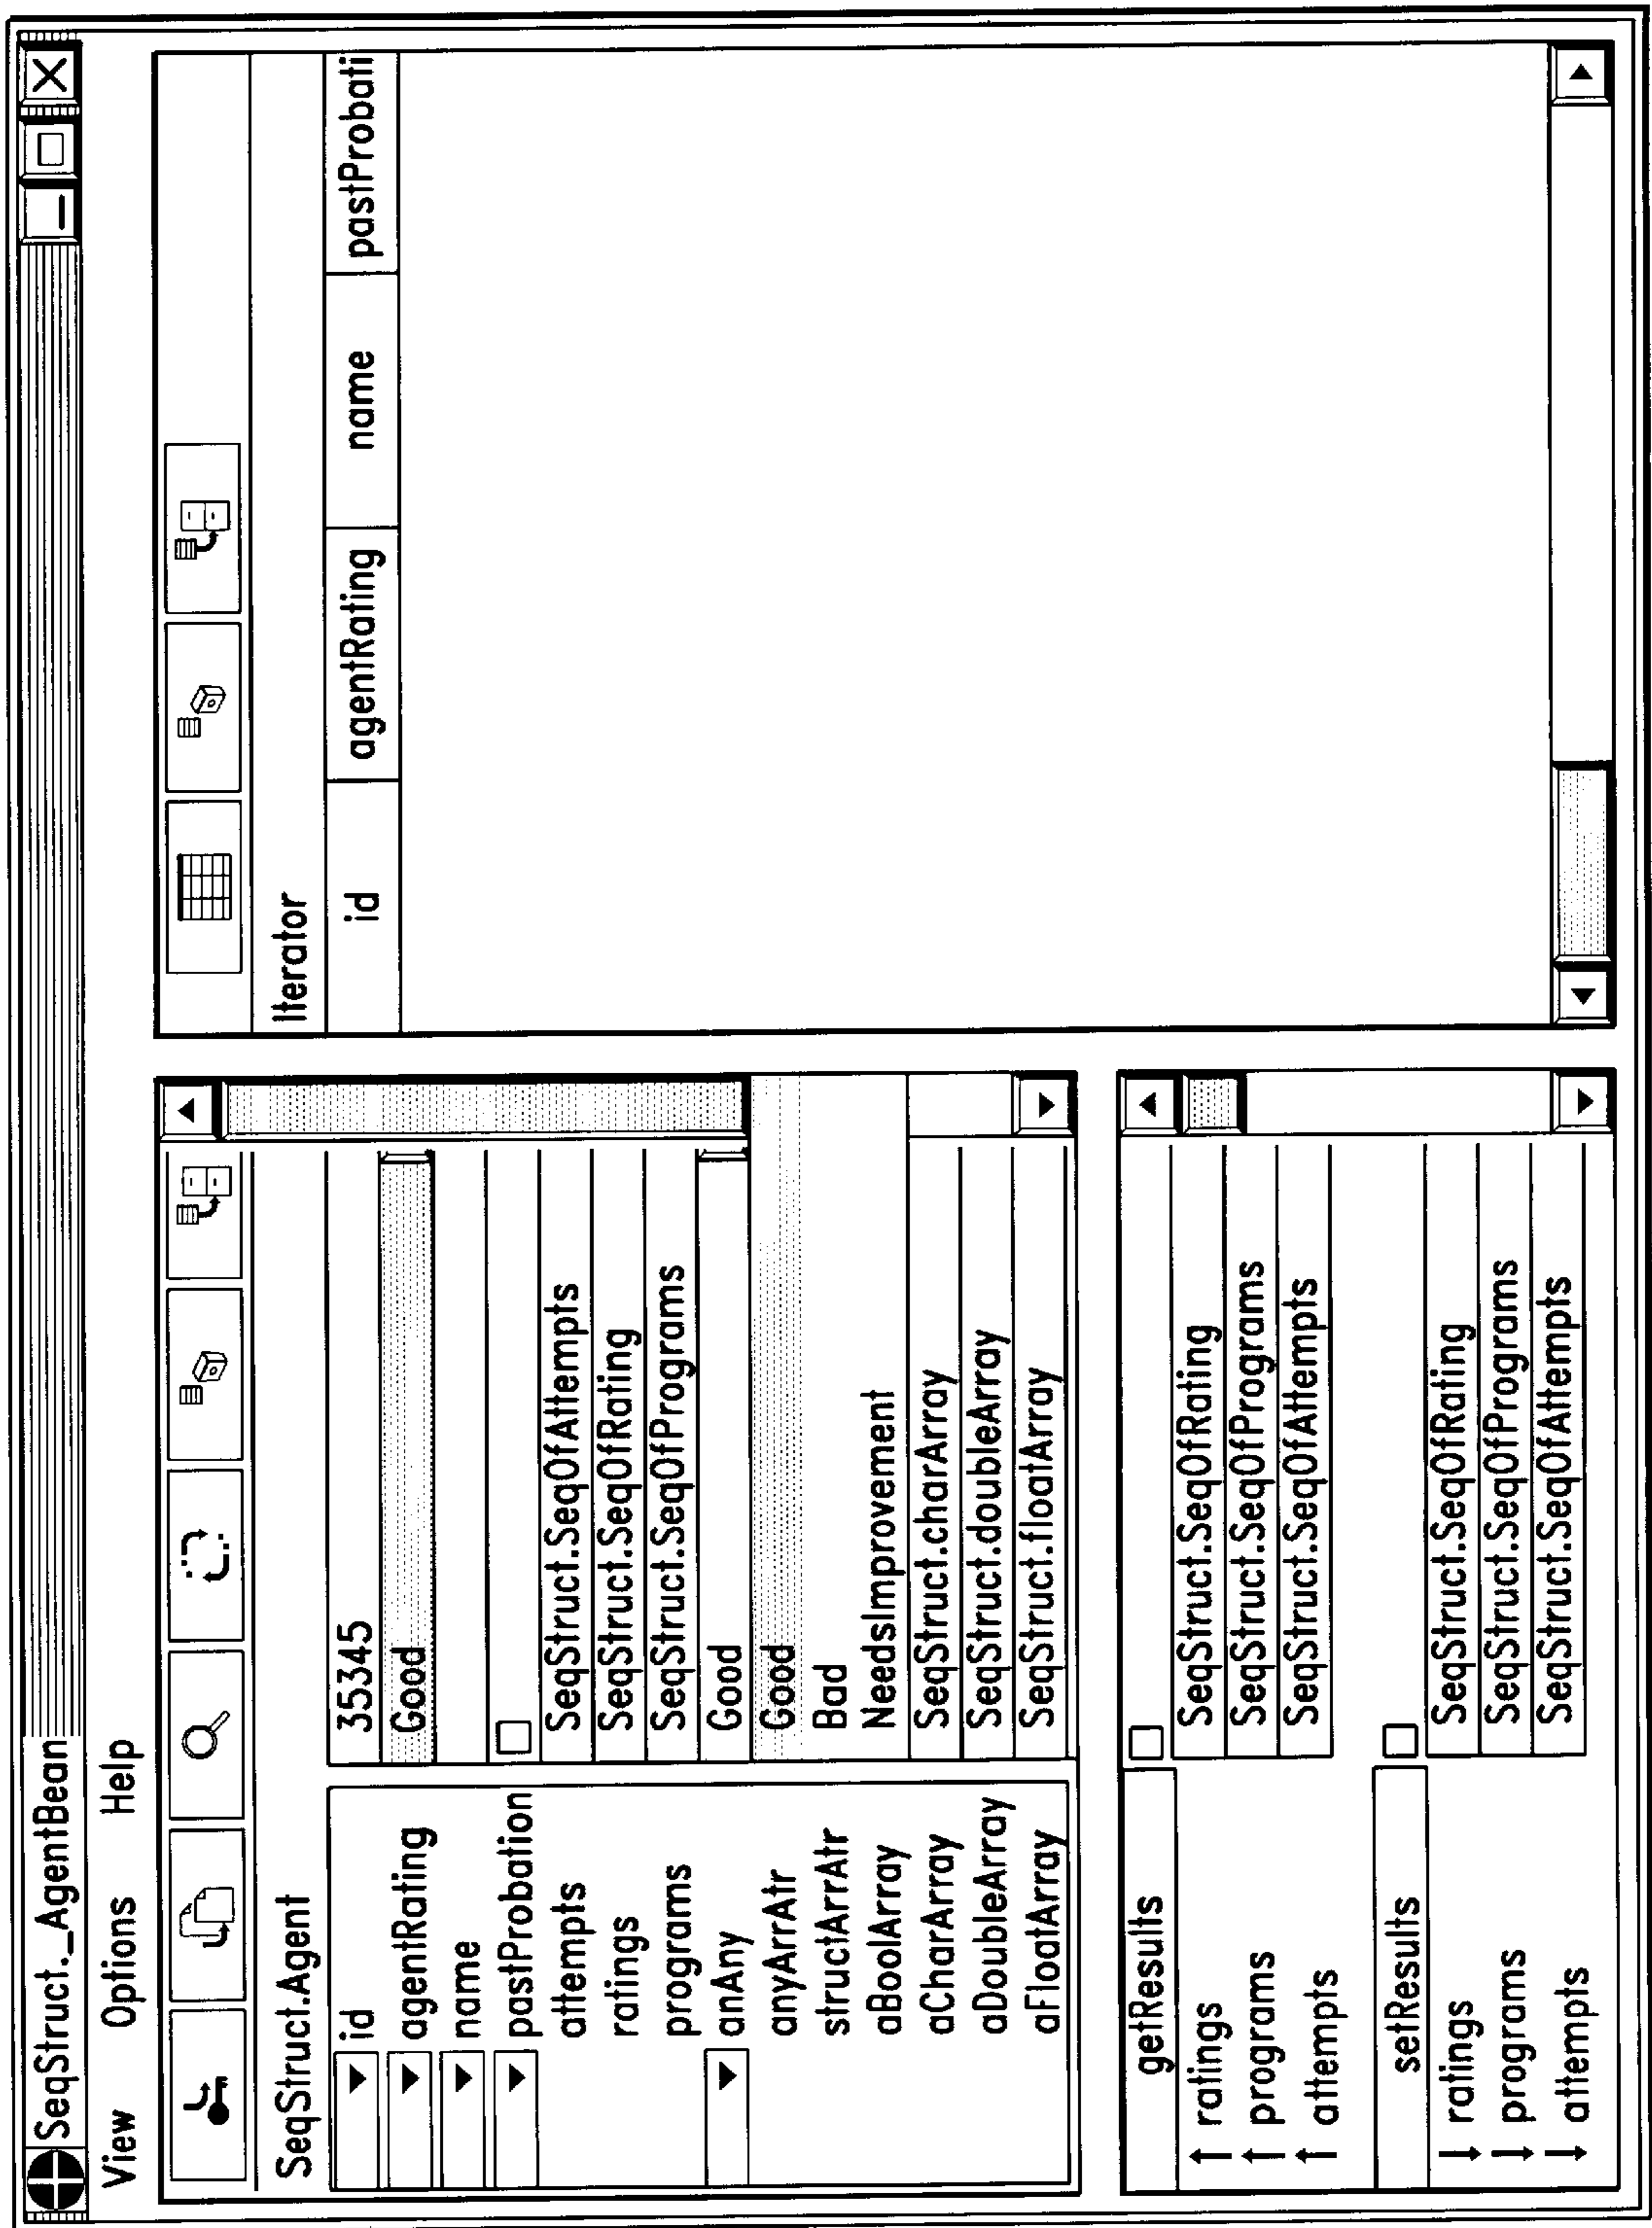 SeqStruct._AgentBean
View Options Help
SeqStruct.Agent
id 35345
agentRating Good
name
pastProbation
attempts SeqStruct.SeqOfAttempts
ratings SeqStruct.SeqOfRating
programs SeqStruct.SeqOfPrograms
anAny Good
anyArrAtr Good
structArrAtr Bad
aBoolArray NeedsImprovement
aCharArray SeqStruct.charArray
aDoubleArray SeqStruct.doubleArray
aFloatArray SeqStruct.floatArray
getResults
ratings SeqStruct.SeqOfRating
programs SeqStruct.SeqOfPrograms
attempts SeqStruct.SeqOfAttempts
setResults
ratings SeqStruct.SeqOfRating
programs SeqStruct.SeqOfPrograms
attempts SeqStruct.SeqOfAttempts
Iterator
id agentRating name pastProbati